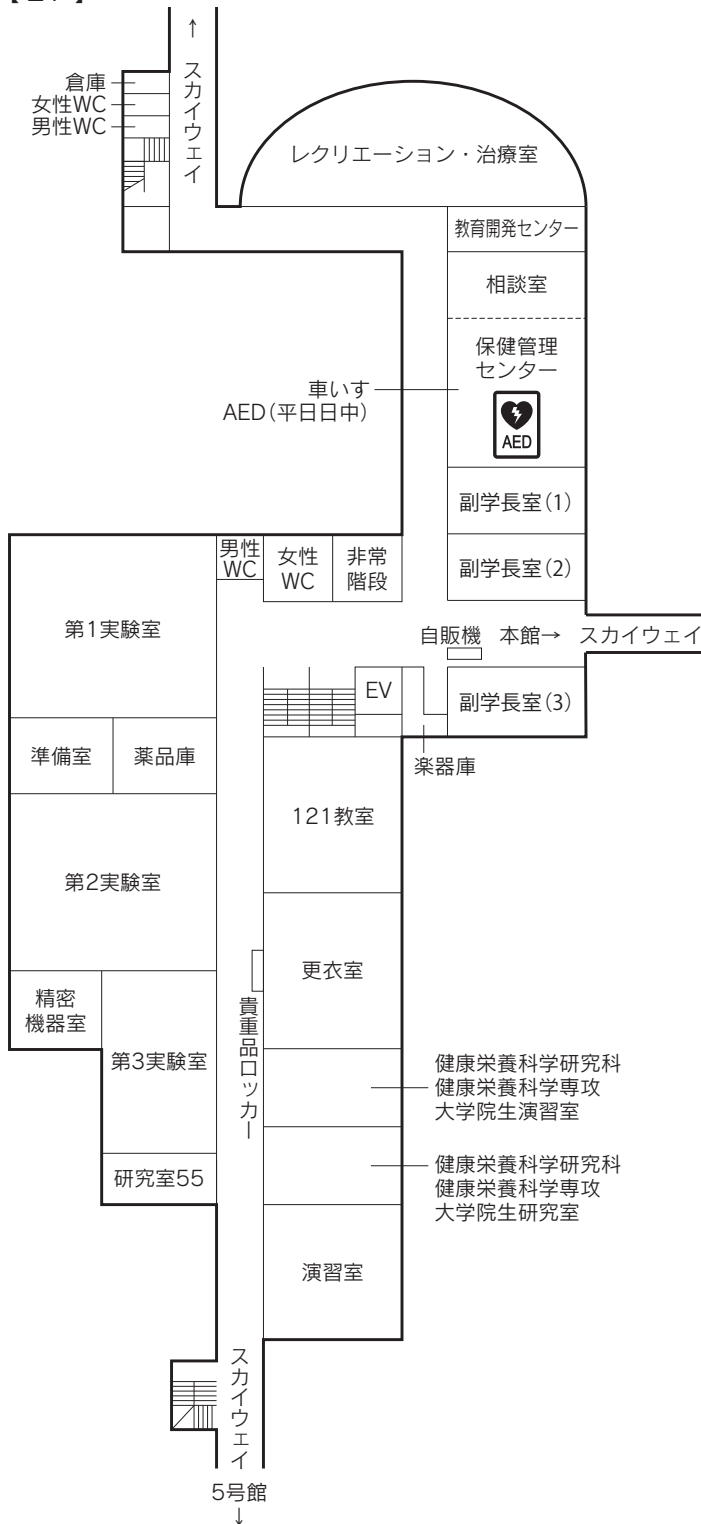 ↑
スカイウェイ
倉庫
女性WC
男性WC
レクリエーション・治療室
教育開発センター
相談室
保健管理
センター
車いす
AED(平日日中)
AED
副学長室(1)
男性
WC
女性
WC
非常
階段
副学長室(2)
第1実験室
自販機 本館→ スカイウェイ
EV
副学長室(3)
準備室
薬品庫
楽器庫
121教室
第2実験室
更衣室
精密
機器室
貴重品ロッカー
第3実験室
健康栄養科学研究科
健康栄養科学専攻
大学院生演習室
研究室55
健康栄養科学研究科
健康栄養科学専攻
大学院生研究室
演習室
スカイウェイ
5号館
↓